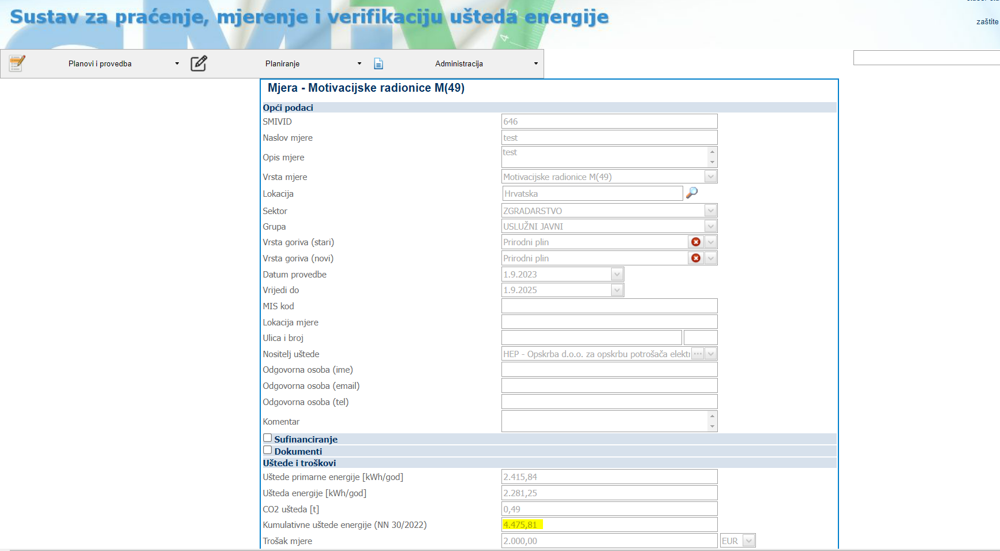 Sustav za praćenje, mjerenje i verifikaciju ušteda energije
zaštite
Planovi i provedba
Planiranje
Administracija
Mjera - Motivacijske radionice M(49)
Opći podaci
SMIVID 646
Naslov mjere test
Opis mjere test
Vrsta mjere Motivacijske radionice M(49)
Lokacija Hrvatska
Sektor ZGRADARSTVO
Grupa USLUŽNI JAVNI
Vrsta goriva (stari) Prirodni plin
Vrsta goriva (novi) Prirodni plin
Datum provedbe 1.9.2023
Vrijedi do 1.9.2025
MIS kod
Lokacija mjere
Ulica i broj
Nositelj uštede HEP - Opskrba d.o.o. za opskrbu potrošača elektr
Odgovorna osoba (ime)
Odgovorna osoba (email)
Odgovorna osoba (tel)
Komentar
Sufinanciranje
Dokumenti
Uštede i troškovi
Uštede primarne energije [kWh/god] 2.415,84
Ušteda energije [kWh/god] 2.281,25
CO2 ušteda [t] 0,49
Kumulativne uštede energije (NN 30/2022) 4.475,81
Trošak mjere 2.000,00 EUR